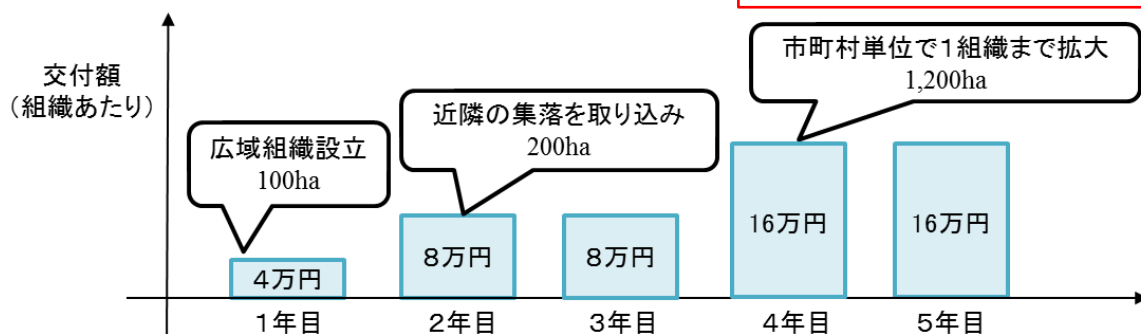 交付額
(組織あたり)
広域組織設立
100ha
近隣の集落を取り込み
200ha
市町村単位で1組織まで拡大
1,200ha
4万円
8万円
8万円
16万円
16万円
1年目
2年目
3年目
4年目
5年目